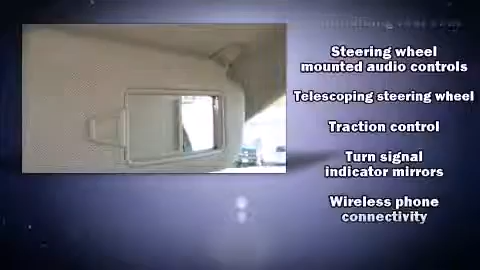 Steering wheel
mounted audio controls
Telescoping steering wheel
Traction control
Turn signal
indicator mirrors
Wireless phone
connectivity